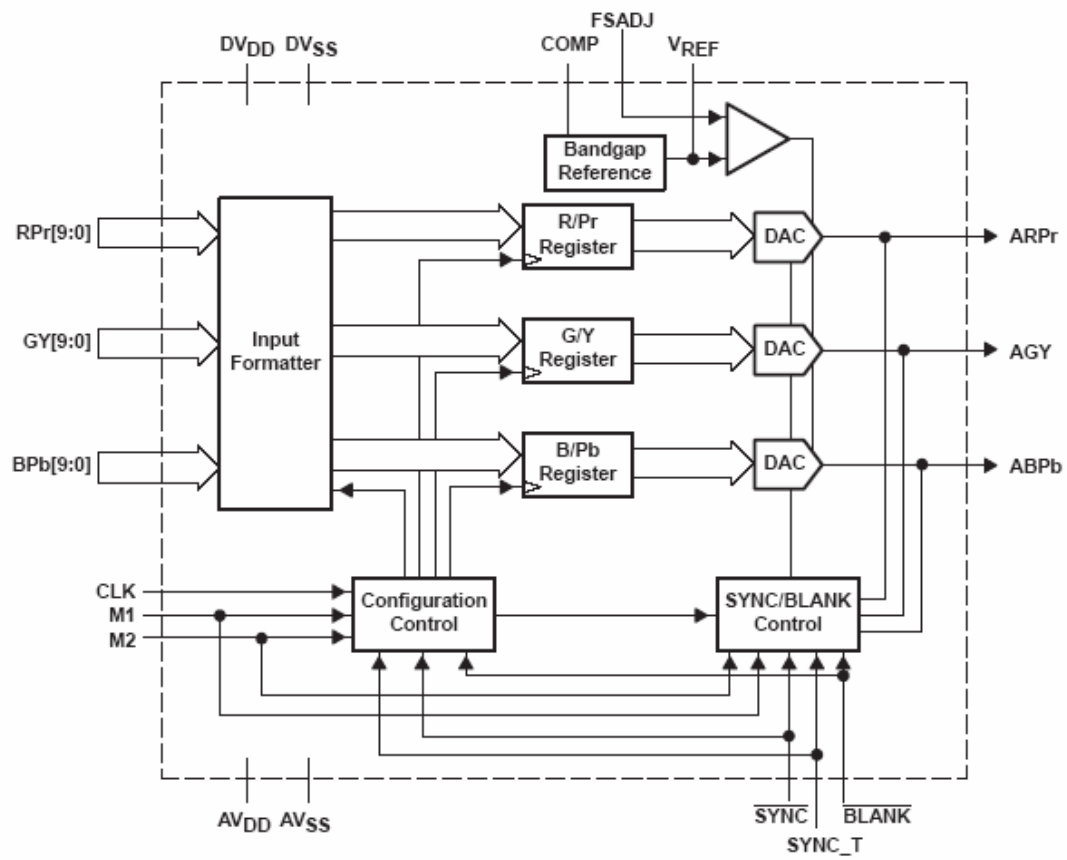 FSADJ
DVDD DVSS COMP VREF
Bandgap
Reference
RPr[9:0]
R/Pr
Register
DAC
ARPr
GY[9:0]
Input
Formatter
G/Y
Register
DAC
AGY
BPb[9:0]
B/Pb
Register
DAC
ABPb
CLK
M1
M2
Configuration
Control
SYNC/BLANK
Control
AVDD AVSS
SYNC BLANK
SYNC_T